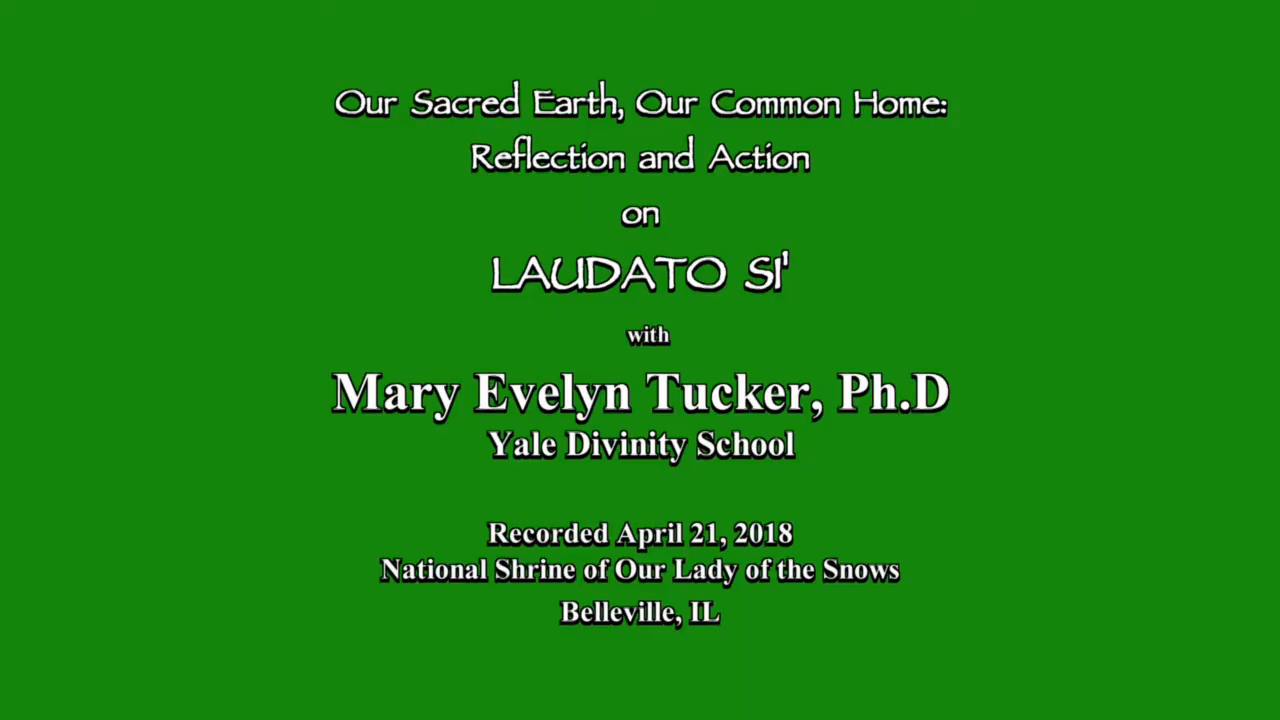 Our Sacred Earth, Our Common Home:
Reflection and Action
on
LAUDATO SI'
with
Mary Evelyn Tucker, Ph.D
Yale Divinity School
Recorded April 21, 2018
National Shrine of Our Lady of the Snows
Belleville, IL